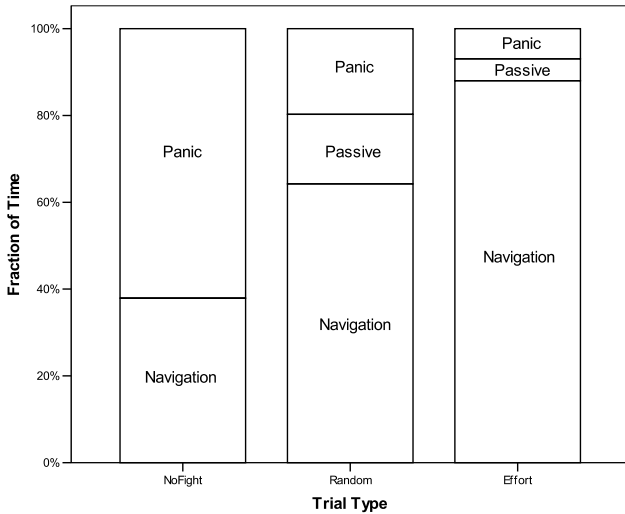 100%
80%
60%
40%
20%
0%
Fraction of Time
Panic
Navigation
Panic
Passive
Navigation
Panic
Passive
Navigation
NoFight
Random
Effort
Trial Type